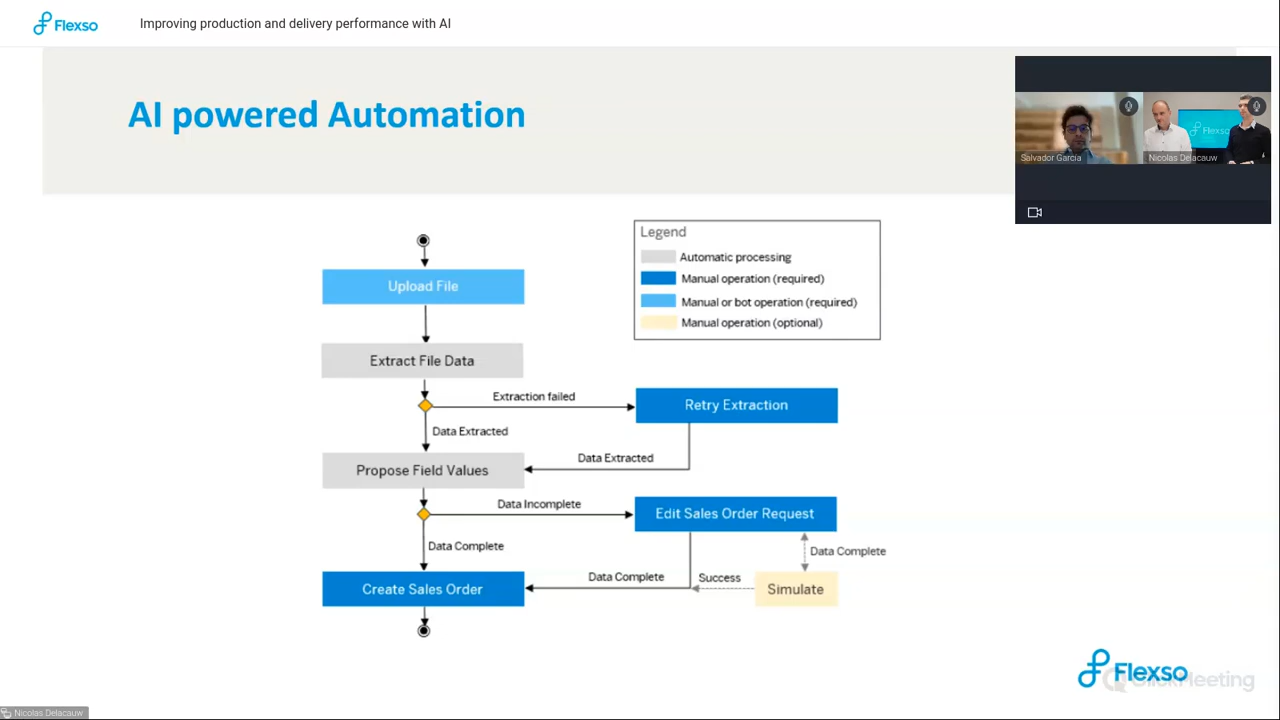 Flexso
Improving production and delivery performance with AI
AI powered Automation
Salvador Garcia
Nicolas Delacauw
Flexso
Legend
Automatic processing
Manual operation (required)
Manual or bot operation (required)
Manual operation (optional)
Upload File
Extract File Data
Extraction failed
Retry Extraction
Data Extracted
Data Extracted
Propose Field Values
Data Incomplete
Edit Sales Order Request
Data Complete
Data Complete
Data Complete
Success
Create Sales Order
Simulate
Flexso
ClickMeeting
Nicolas Delacauw